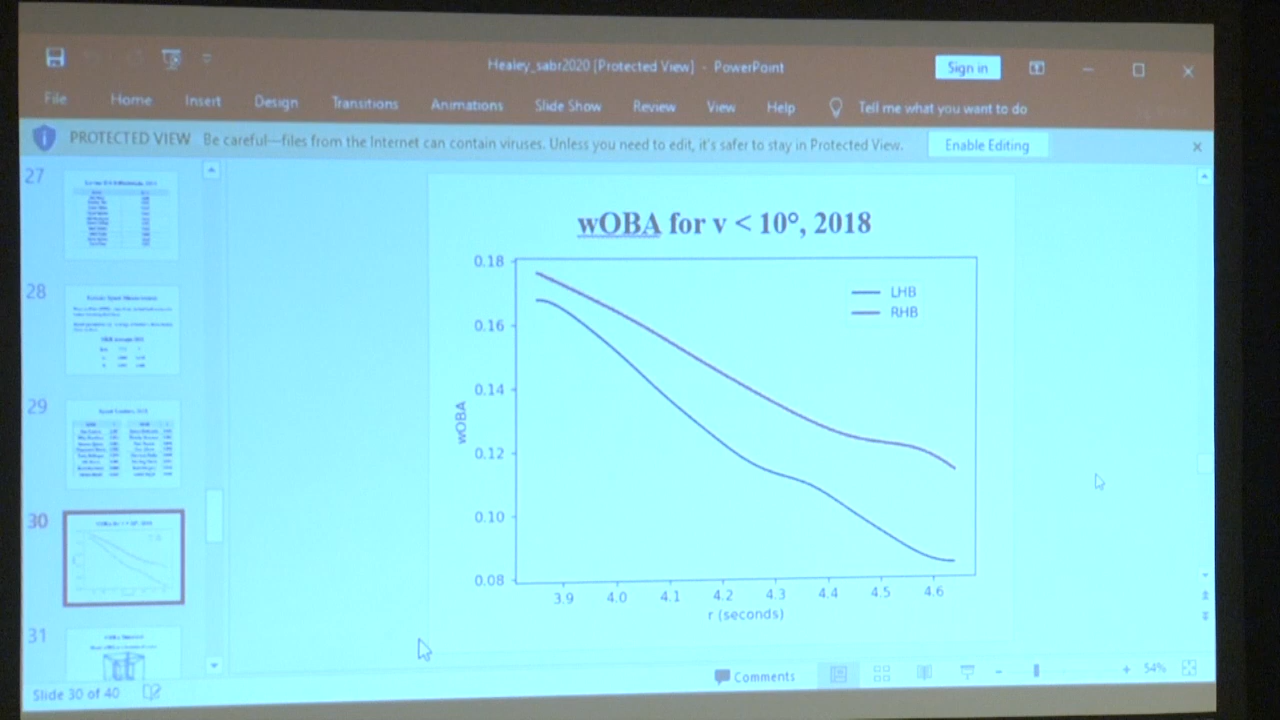 Healey_sabr2020 [Protected View] - PowerPoint
Sign in
File Home Insert Design Transitions Animations Slide Show Review View Help Tell me what you want to do
PROTECTED VIEW Be careful—files from the Internet can contain viruses. Unless you need to edit, it's safer to stay in Protected View. Enable Editing
27
28
29
30
31
wOBA for v < 10°, 2018
0.18
0.16
0.14
0.12
0.10
0.08
wOBA
LHB
RHB
3.9 4.0 4.1 4.2 4.3 4.4 4.5 4.6
r (seconds)
Slide 30 of 40
Comments
54%